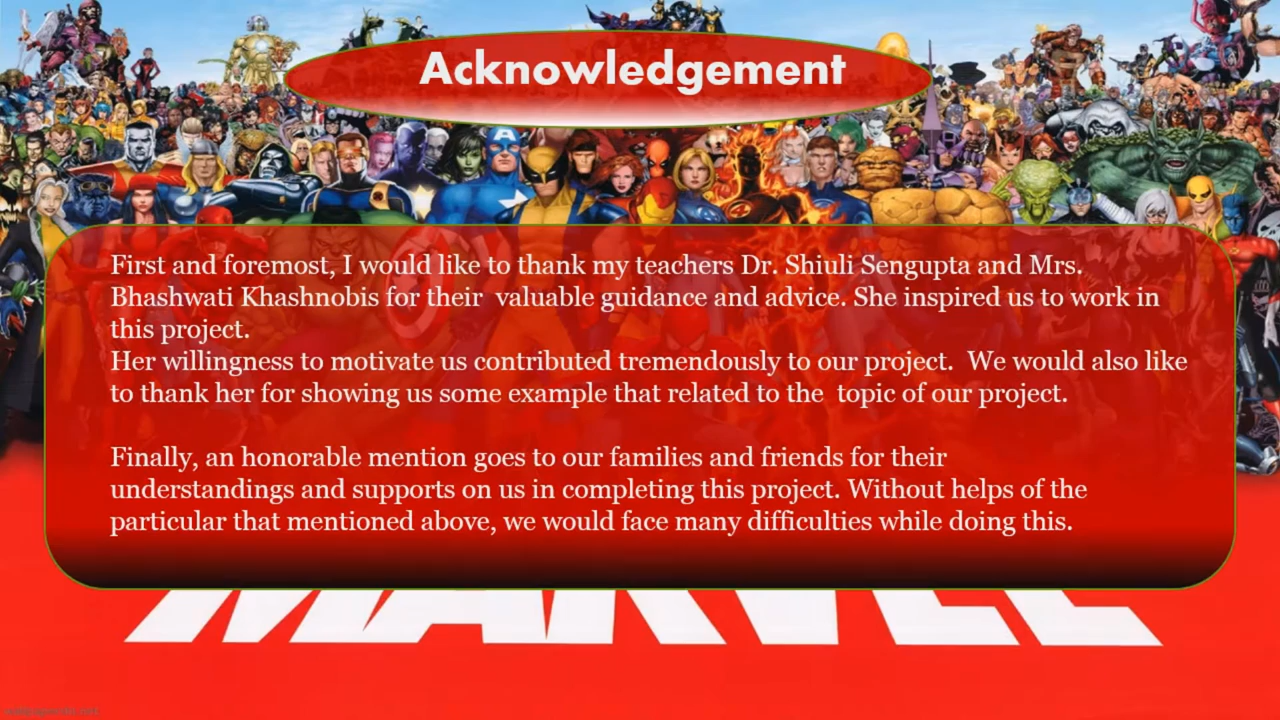 Acknowledgement
First and foremost, I would like to thank my teachers Dr. Shiuli Sengupta and Mrs.
Bhashwati Khashnobis for their  valuable guidance and advice. She inspired us to work in
this project.
Her willingness to motivate us contributed tremendously to our project.  We would also like
to thank her for showing us some example that related to the  topic of our project.
Finally, an honorable mention goes to our families and friends for their
understandings and supports on us in completing this project. Without helps of the
particular that mentioned above, we would face many difficulties while doing this.
MARVEL